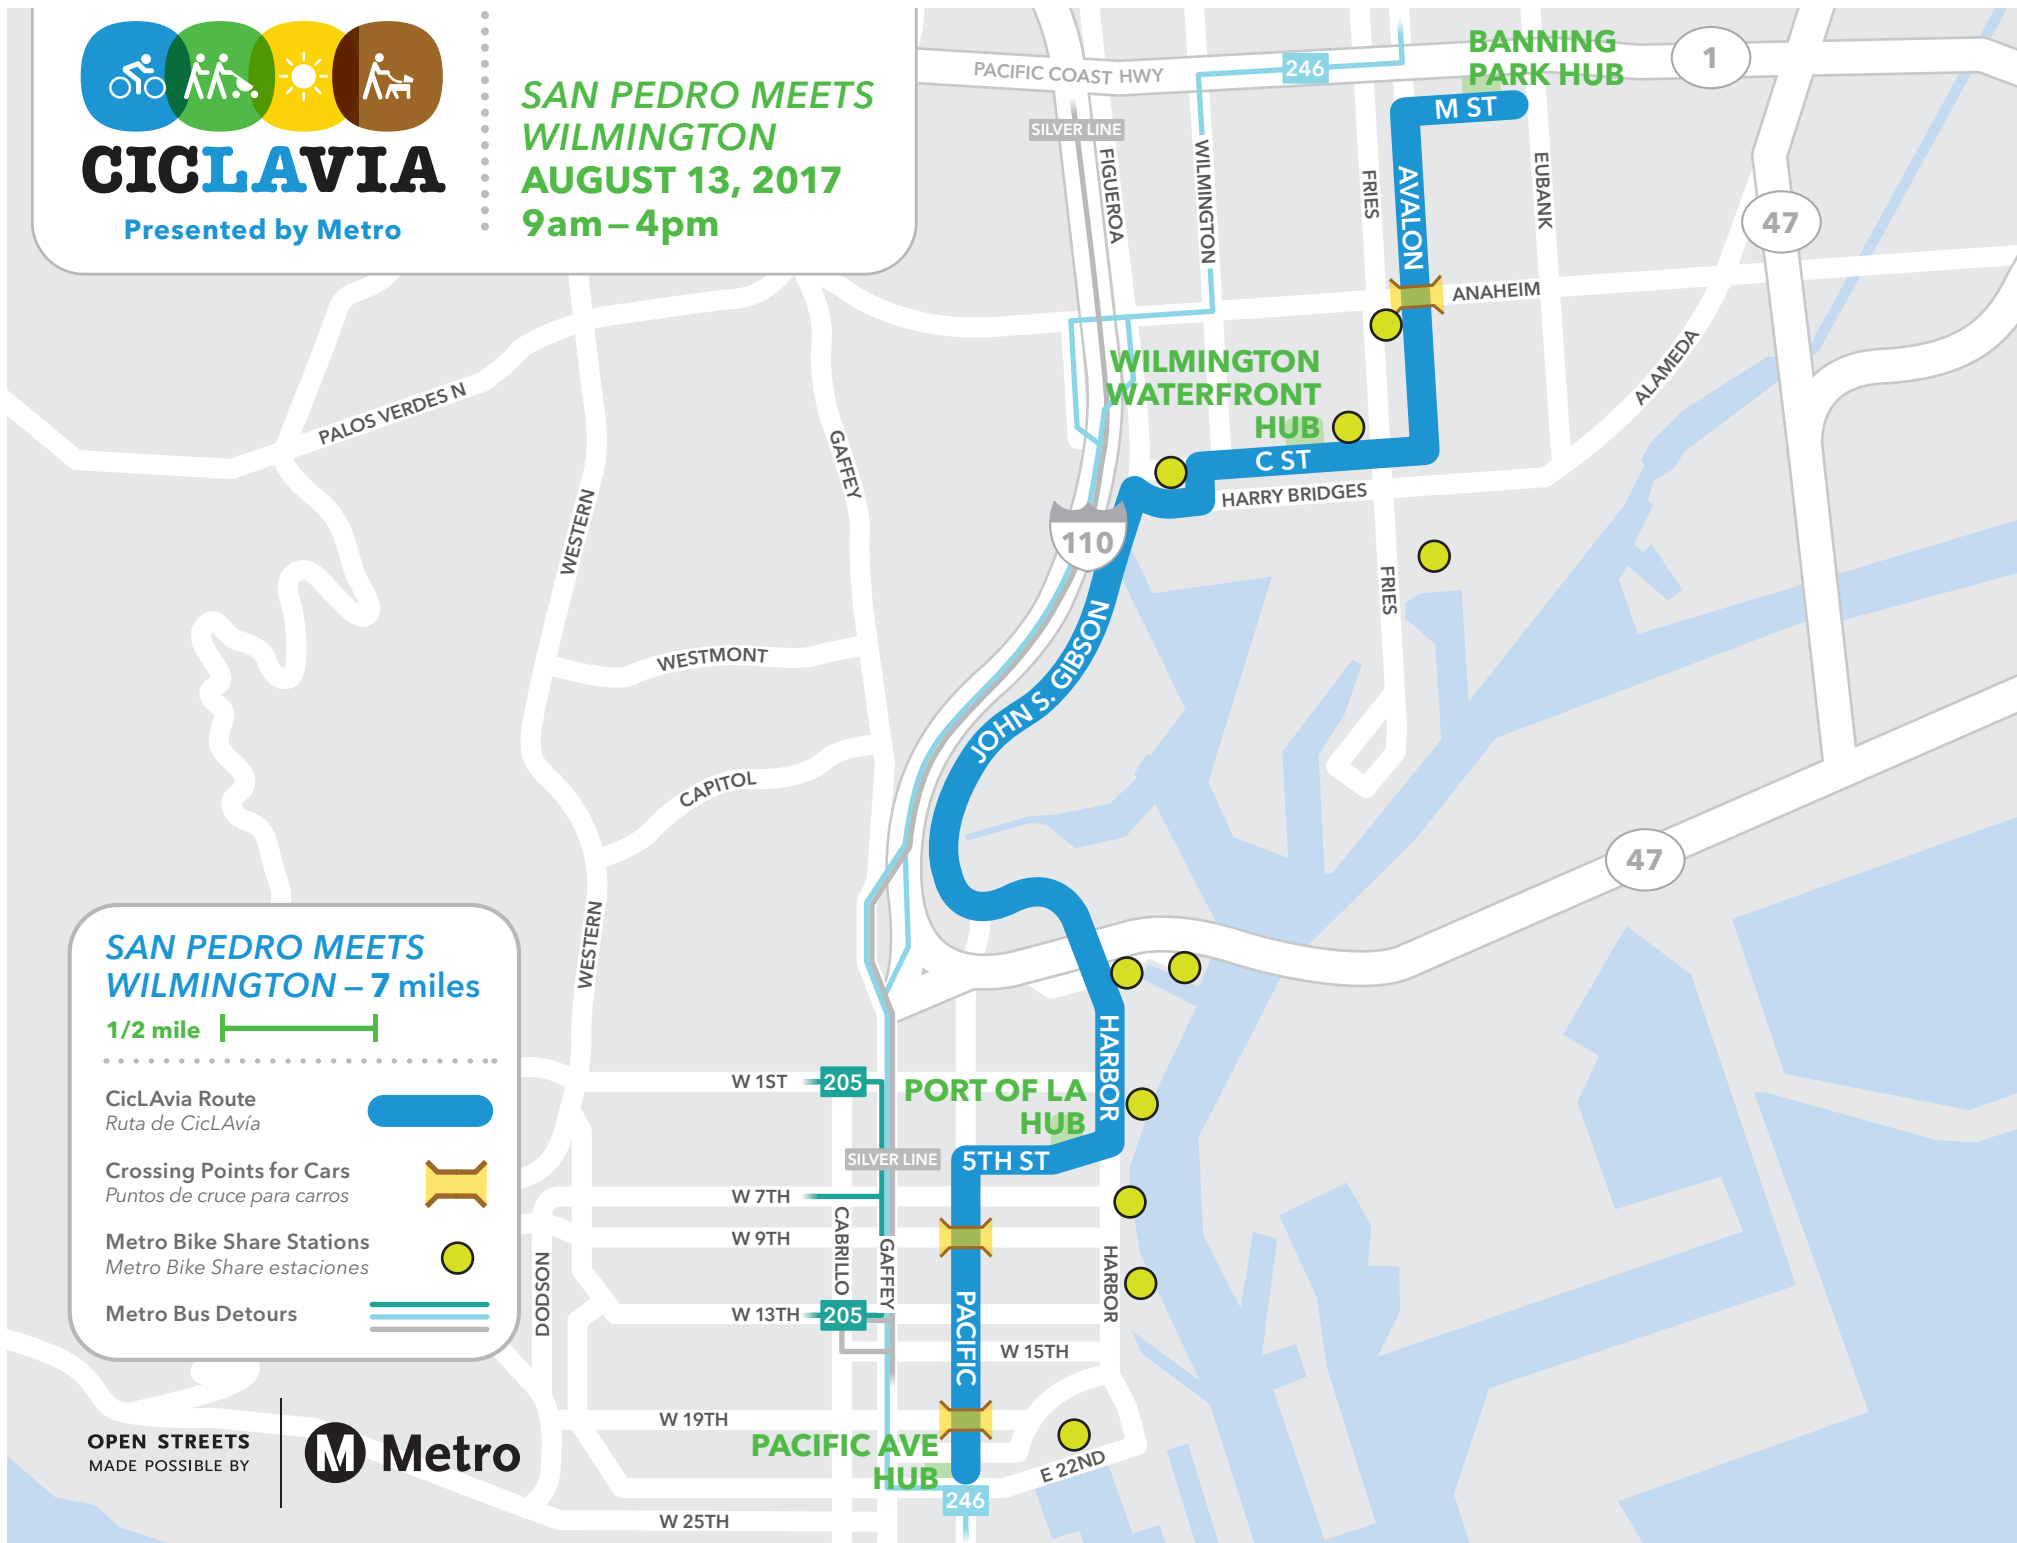 CICLAVIA
Presented by Metro
SAN PEDRO MEETS
WILMINGTON
AUGUST 13, 2017
9am – 4pm
BANNING
PARK HUB
1
PACIFIC COAST HWY
246
M ST
SILVER LINE
FIGUEROA
WILMINGTON
FRIES
AVALON
EUBANK
47
ANAHEIM
ALAMEDA
WILMINGTON
WATERFRONT
HUB
PALOS VERDES N
GAFFEY
C ST
HARRY BRIDGES
WESTERN
110
FRIES
JOHN S. GIBSON
WESTMONT
CAPITOL
47
WESTERN
SAN PEDRO MEETS
WILMINGTON – 7 miles
1/2 mile
CicLAvia Route
Ruta de CicLAvía
Crossing Points for Cars
Puntos de cruce para carros
Metro Bike Share Stations
Metro Bike Share estaciones
Metro Bus Detours
HARBOR
W 1ST
205
PORT OF LA
HUB
SILVER LINE
5TH ST
W 7TH
W 9TH
CABRILLO
GAFFEY
DODSON
HARBOR
W 13TH
205
PACIFIC
W 15TH
W 19TH
PACIFIC AVE
HUB
E 22ND
246
W 25TH
OPEN STREETS
MADE POSSIBLE BY
M Metro